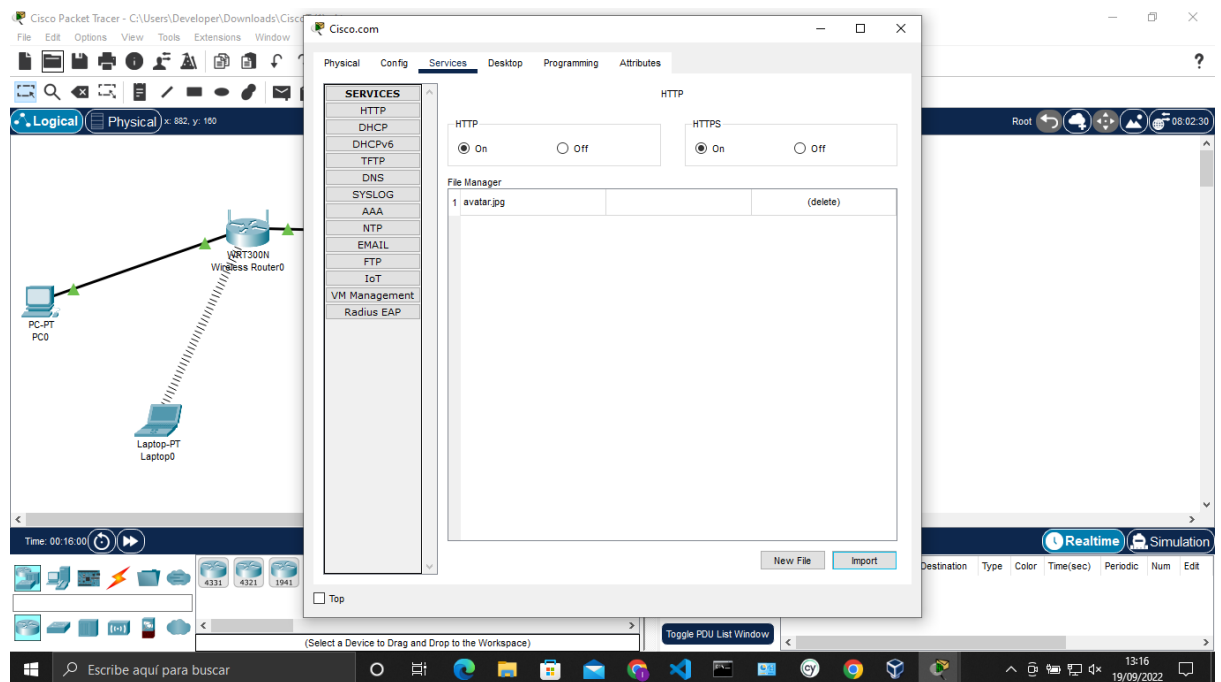 Cisco Packet Tracer - C:\Users\Developer\Downloads\Cisco
File Edit Options View Tools Extensions Window
Logical Physical x: 882, y: 160
Root 08:02:30
Cisco.com
Physical Config Services Desktop Programming Attributes
SERVICES
HTTP
DHCP
DHCPv6
TFTP
DNS
SYSLOG
AAA
NTP
EMAIL
FTP
IoT
VM Management
Radius EAP
HTTP
HTTP
On Off
HTTPS
On Off
File Manager
1 avatar.jpg (delete)
New File Import
Top
WRT300N
Wireless Router0
PC-PT
PC0
Laptop-PT
Laptop0
Time: 00:16:00
Realtime Simulation
4331 4321 1941
Destination Type Color Time(sec) Periodic Num Edit
(Select a Device to Drag and Drop to the Workspace)
Toggle PDU List Window
Escribe aquí para buscar
13:16
19/09/2022